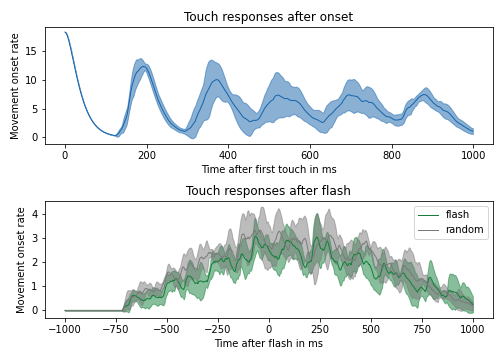 Touch responses after onset
Movement onset rate
15
10
5
0
0 200 400 600 800 1000
Time after first touch in ms
Touch responses after flash
Movement onset rate
4
3
2
1
0
flash
random
−1000 −750 −500 −250 0 250 500 750 1000
Time after flash in ms